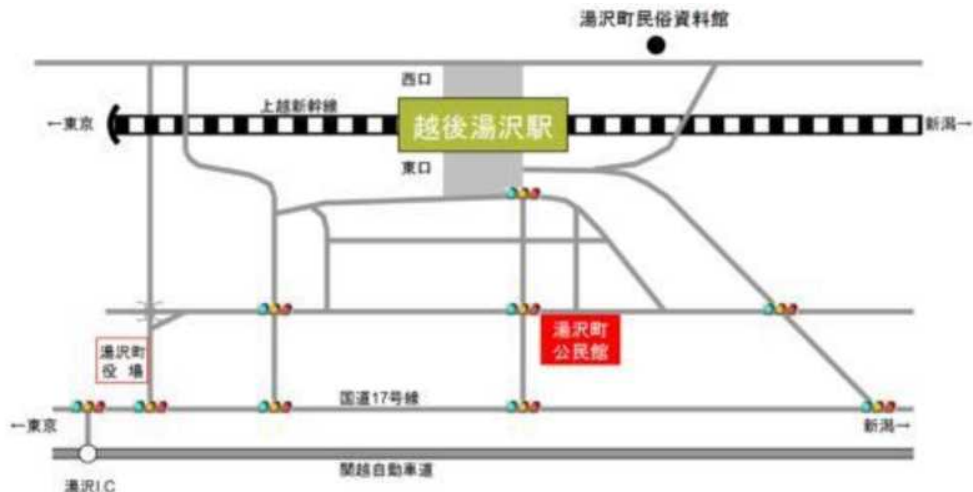 湯沢町民俗資料館
西口
上越新幹線
←東京
越後湯沢駅
新潟→
東口
湯沢町
公民館
湯沢町
役場
国道17号線
←東京
新潟→
関越自動車道
湯沢I.C